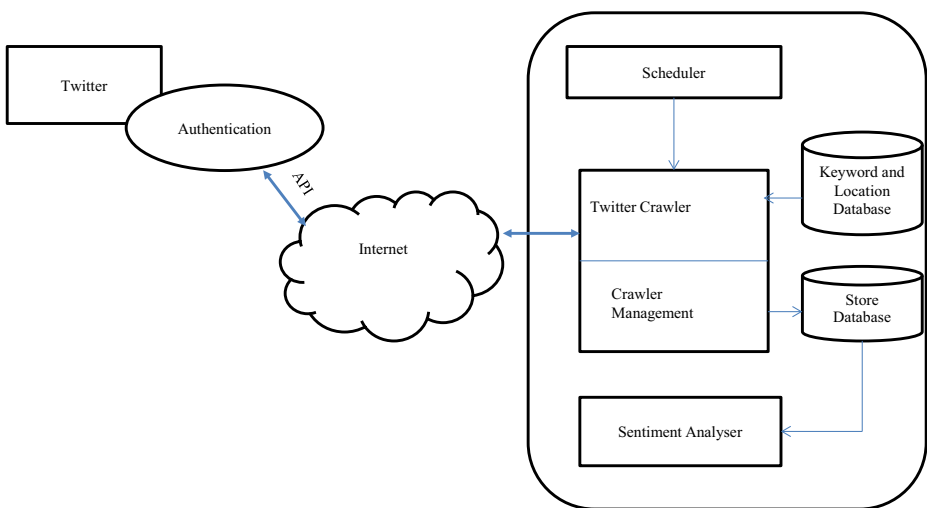 Twitter
Authentication
API
Internet
Scheduler
Twitter Crawler
Crawler
Management
Keyword and
Location
Database
Store
Database
Sentiment Analyser